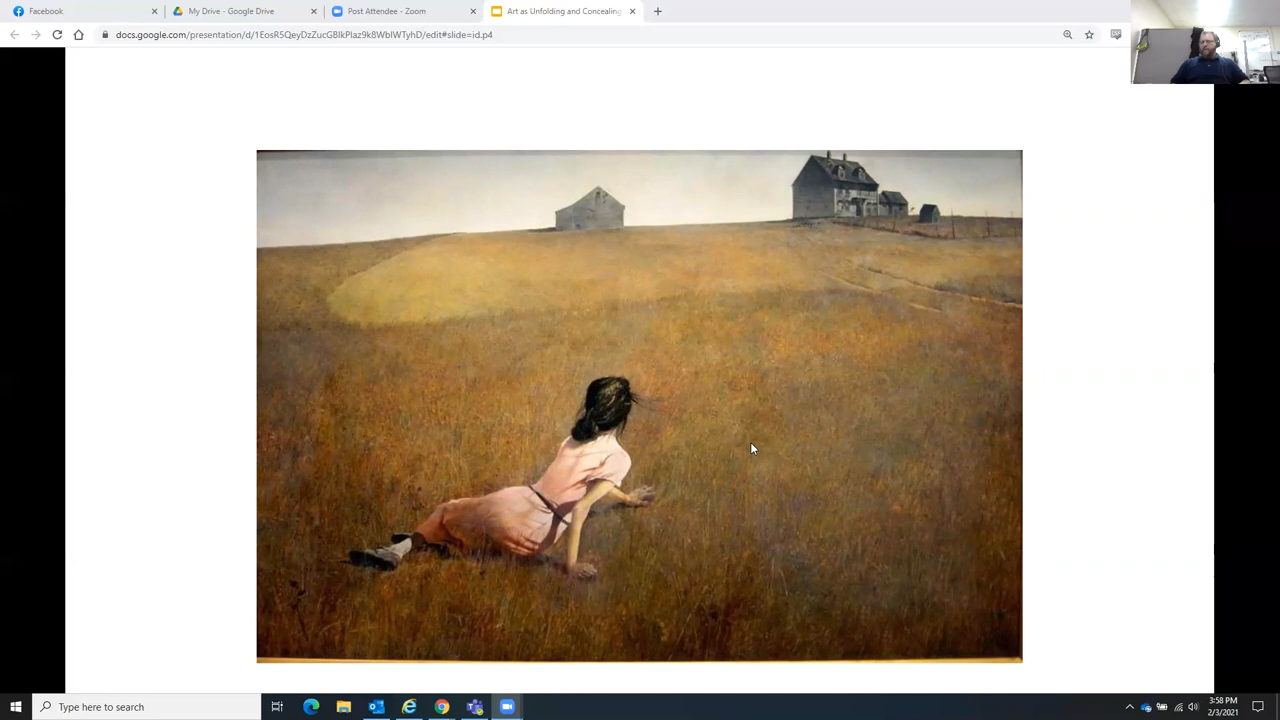 Facebook
My Drive - Google Drive
Post Attendee - Zoom
Art as Unfolding and Concealing
docs.google.com/presentation/d/1EosR5QeyDzZucGBlkPlaz9k8WbIWTyhD/edit#slide=id.p4
Type here to search
3:58 PM
2/3/2021